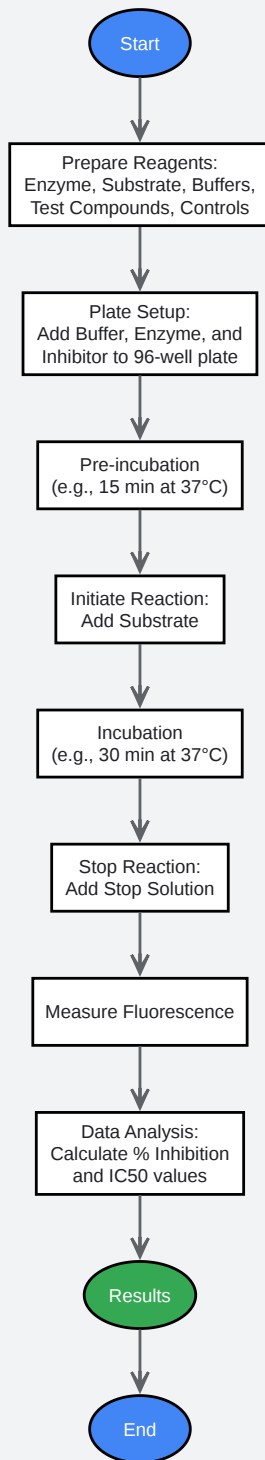 Start
Prepare Reagents:
Enzyme, Substrate, Buffers,
Test Compounds, Controls
Plate Setup:
Add Buffer, Enzyme, and
Inhibitor to 96-well plate
Pre-incubation
(e.g., 15 min at 37°C)
Initiate Reaction:
Add Substrate
Incubation
(e.g., 30 min at 37°C)
Stop Reaction:
Add Stop Solution
Measure Fluorescence
Data Analysis:
Calculate % Inhibition
and IC50 values
Results
End